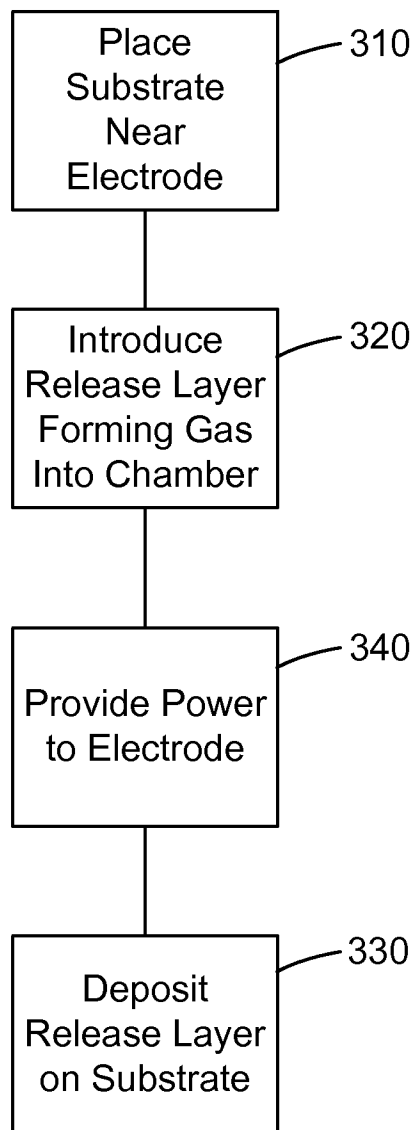 Place
310
Substrate
Near
Electrode
Introduce
320
Release Layer
Forming Gas
Into Chamber
340
Provide Power
to Electrode
330
Deposit
Release Layer
on Substrate